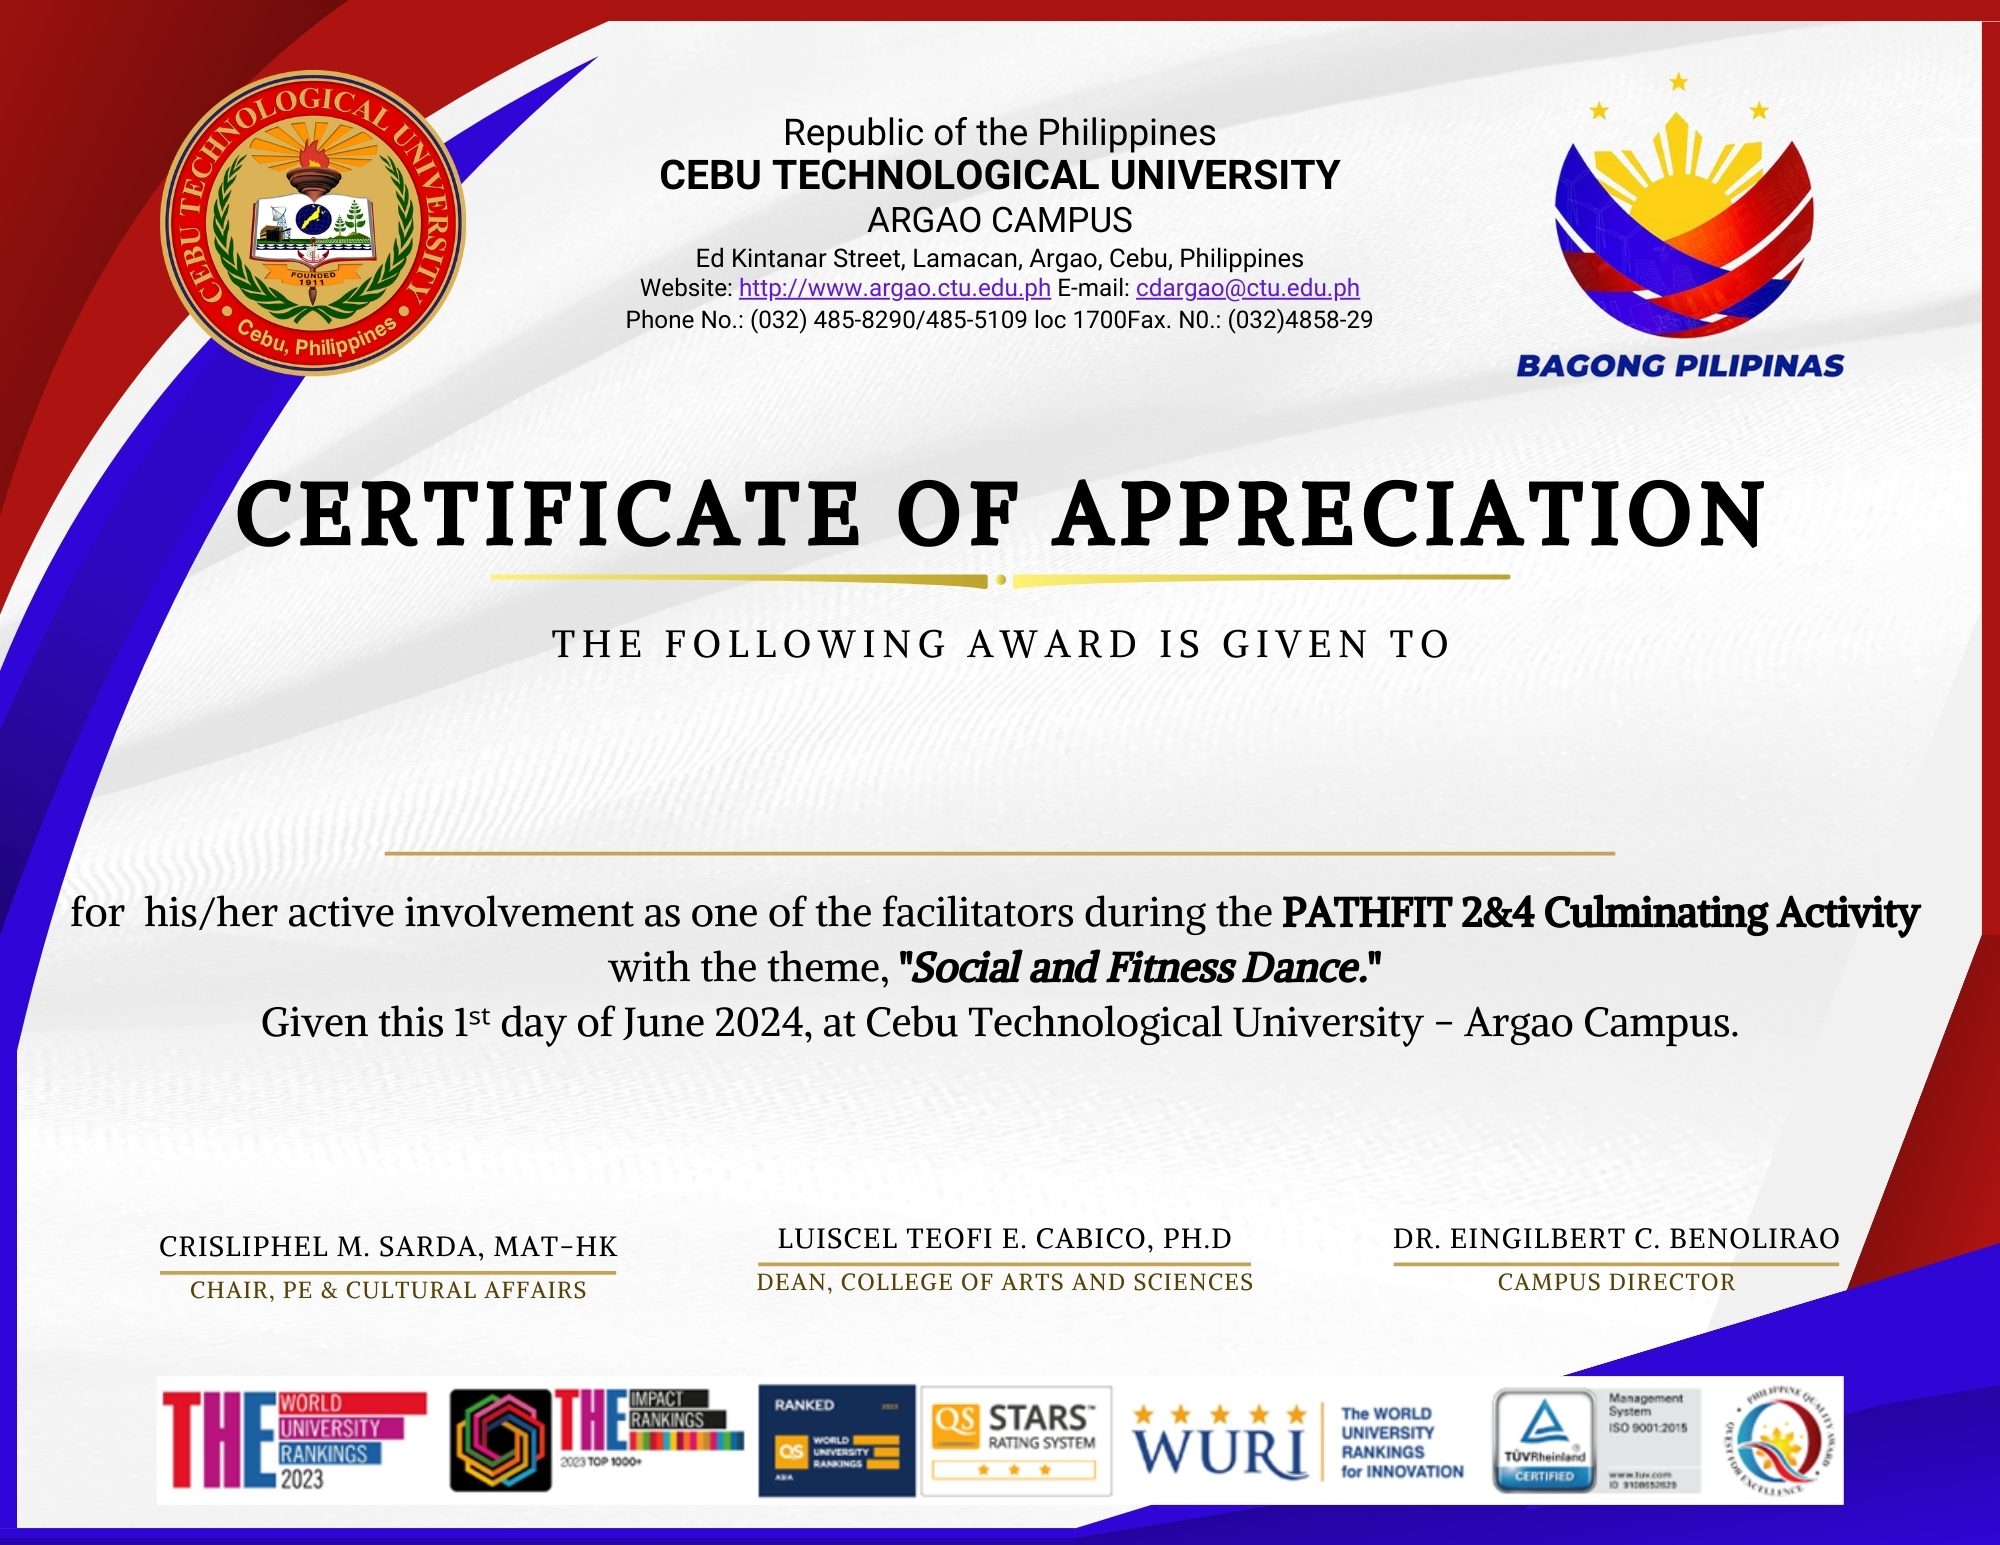 CEBU TECHNOLOGICAL UNIVERSITY
FOUNDED
1911
Cebu, Philippines
Republic of the Philippines
CEBU TECHNOLOGICAL UNIVERSITY
ARGAO CAMPUS
Ed Kintanar Street, Lamacan, Argao, Cebu, Philippines
Website: http://www.argao.ctu.edu.ph E-mail: cdargao@ctu.edu.ph
Phone No.: (032) 485-8290/485-5109 loc 1700Fax. N0.: (032)4858-29
BAGONG PILIPINAS
CERTIFICATE OF APPRECIATION
THE FOLLOWING AWARD IS GIVEN TO
for his/her active involvement as one of the facilitators during the PATHFIT 2&4 Culminating Activity
with the theme, "Social and Fitness Dance."
Given this 1st day of June 2024, at Cebu Technological University – Argao Campus.
CRISLIPHEL M. SARDA, MAT-HK
CHAIR, PE & CULTURAL AFFAIRS
LUISCEL TEOFI E. CABICO, PH.D
DEAN, COLLEGE OF ARTS AND SCIENCES
DR. EINGILBERT C. BENOLIRAO
CAMPUS DIRECTOR
THE WORLD
UNIVERSITY
RANKINGS
2023
THE IMPACT
RANKINGS
2023 TOP 1000+
RANKED 2023
QS WORLD
UNIVERSITY
RANKINGS
ASIA
QS STARS™
RATING SYSTEM
WURI
The WORLD
UNIVERSITY
RANKINGS
for INNOVATION
TÜVRheinland®
CERTIFIED
Management
System
ISO 9001:2015
www.tuv.com
ID 9108652629
PHILIPPINE QUALITY AWARD
QUEST FOR EXCELLENCE